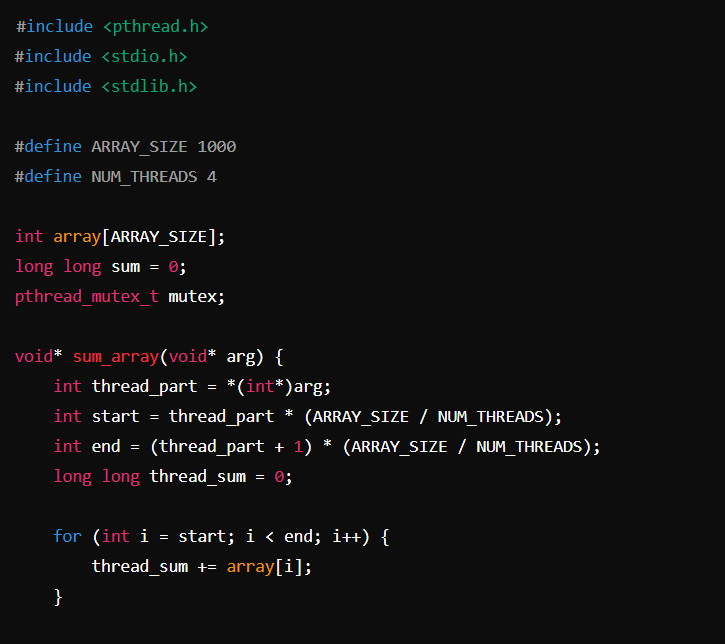 #include <pthread.h>
#include <stdio.h>
#include <stdlib.h>

#define ARRAY_SIZE 1000
#define NUM_THREADS 4

int array[ARRAY_SIZE];
long long sum = 0;
pthread_mutex_t mutex;

void* sum_array(void* arg) {
    int thread_part = *(int*)arg;
    int start = thread_part * (ARRAY_SIZE / NUM_THREADS);
    int end = (thread_part + 1) * (ARRAY_SIZE / NUM_THREADS);
    long long thread_sum = 0;

    for (int i = start; i < end; i++) {
        thread_sum += array[i];
    }